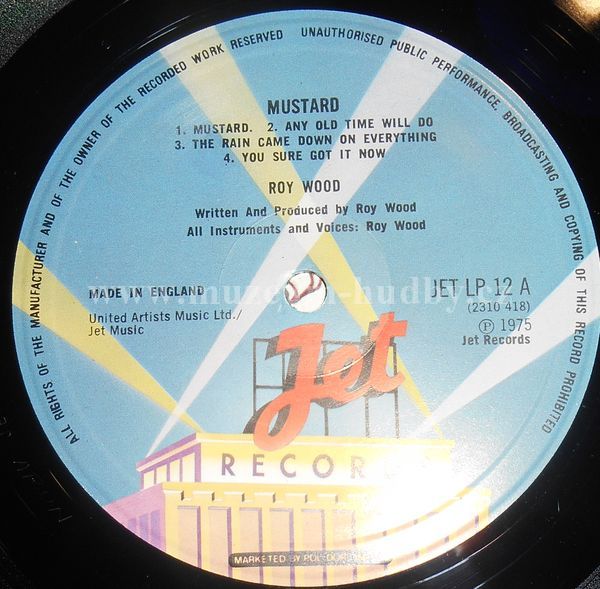 ALL RIGHTS OF THE MANUFACTURER AND OF THE OWNER OF THE RECORDED WORK RESERVED UNAUTHORISED PUBLIC PERFORMANCE, BROADCASTING AND COPYING OF THIS RECORD PROHIBITED
MUSTARD
1. MUSTARD. 2. ANY OLD TIME WILL DO
3. THE RAIN CAME DOWN ON EVERYTHING
4. YOU SURE GOT IT NOW
ROY WOOD
Written And Produced by Roy Wood
All Instruments and Voices: Roy Wood
MADE IN ENGLAND
United Artists Music Ltd./
Jet Music
JET LP 12 A
(2310 418)
Ⓟ 1975
Jet Records
Jet
RECOR
MARKETED BY